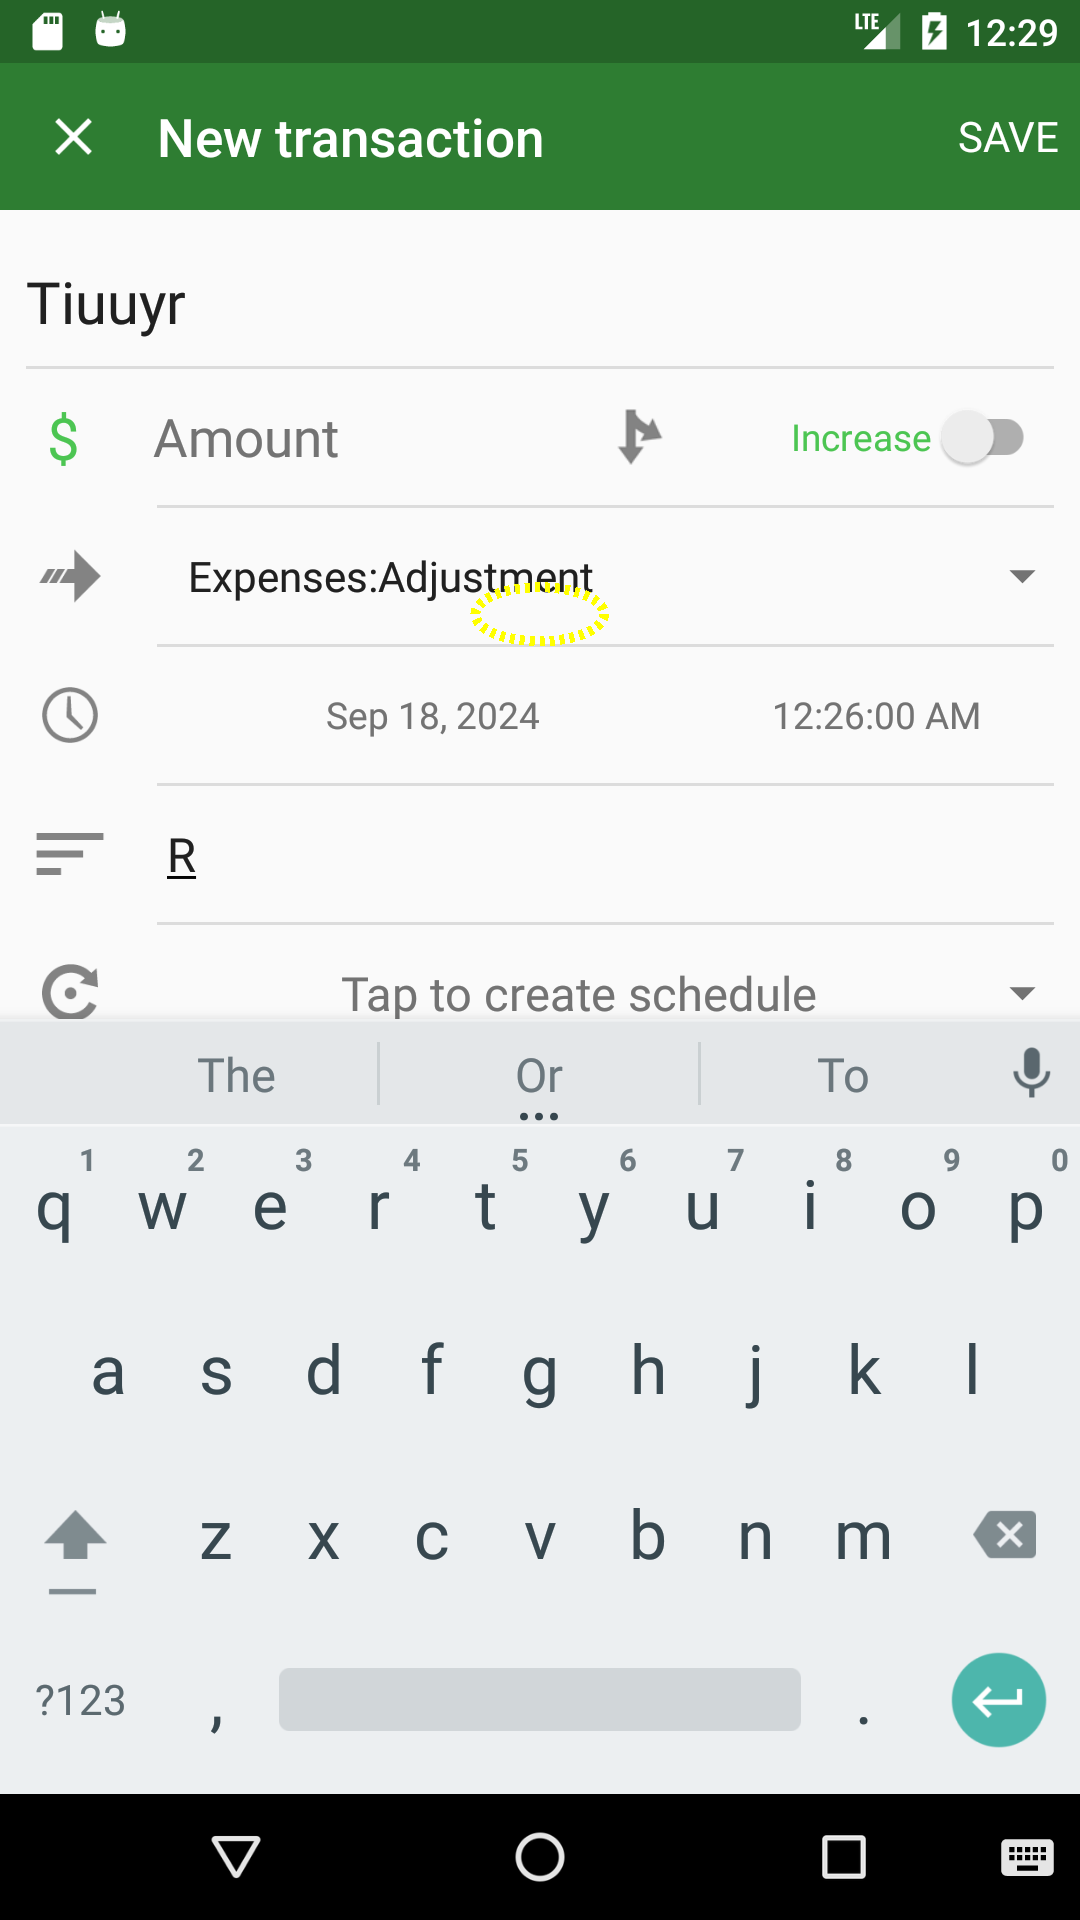 LTE 12:29
New transaction SAVE
Tiuuyr
$ Amount Increase
Expenses:Adjustment
Sep 18, 2024 12:26:00 AM
R
Tap to create schedule
The Or To
1 2 3 4 5 6 7 8 9 0
q w e r t y u i o p
a s d f g h j k l
z x c v b n m
?123 , .